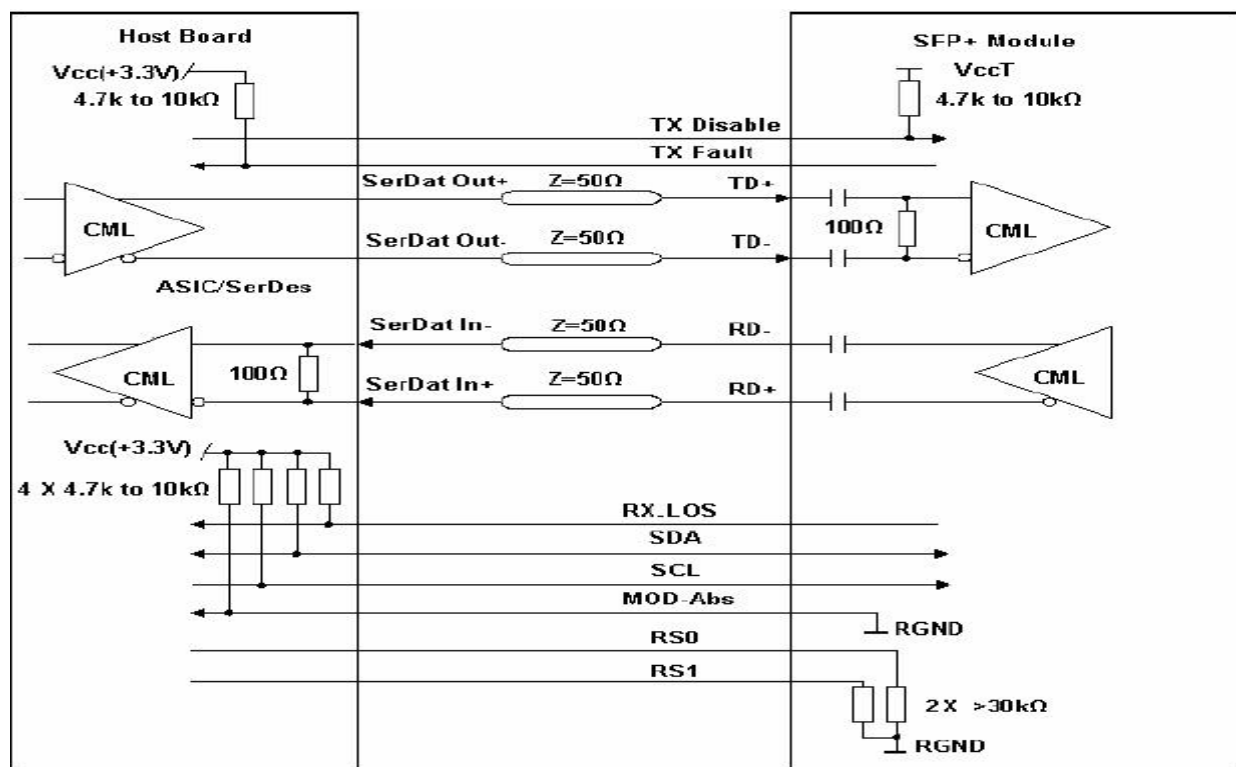 Host Board
SFP+ Module
Vcc(+3.3V)
4.7k to 10kΩ
VccT
4.7k to 10kΩ
TX Disable
TX Fault
SerDat Out+
Z=50Ω
TD+
CML
100Ω
CML
SerDat Out-
Z=50Ω
TD-
ASIC/SerDes
SerDat In-
Z=50Ω
RD-
CML
100Ω
SerDat In+
Z=50Ω
RD+
CML
Vcc(+3.3V)
4 X 4.7k to 10kΩ
RX_LOS
SDA
SCL
MOD-Abs
RGND
RS0
RS1
2X >30kΩ
RGND